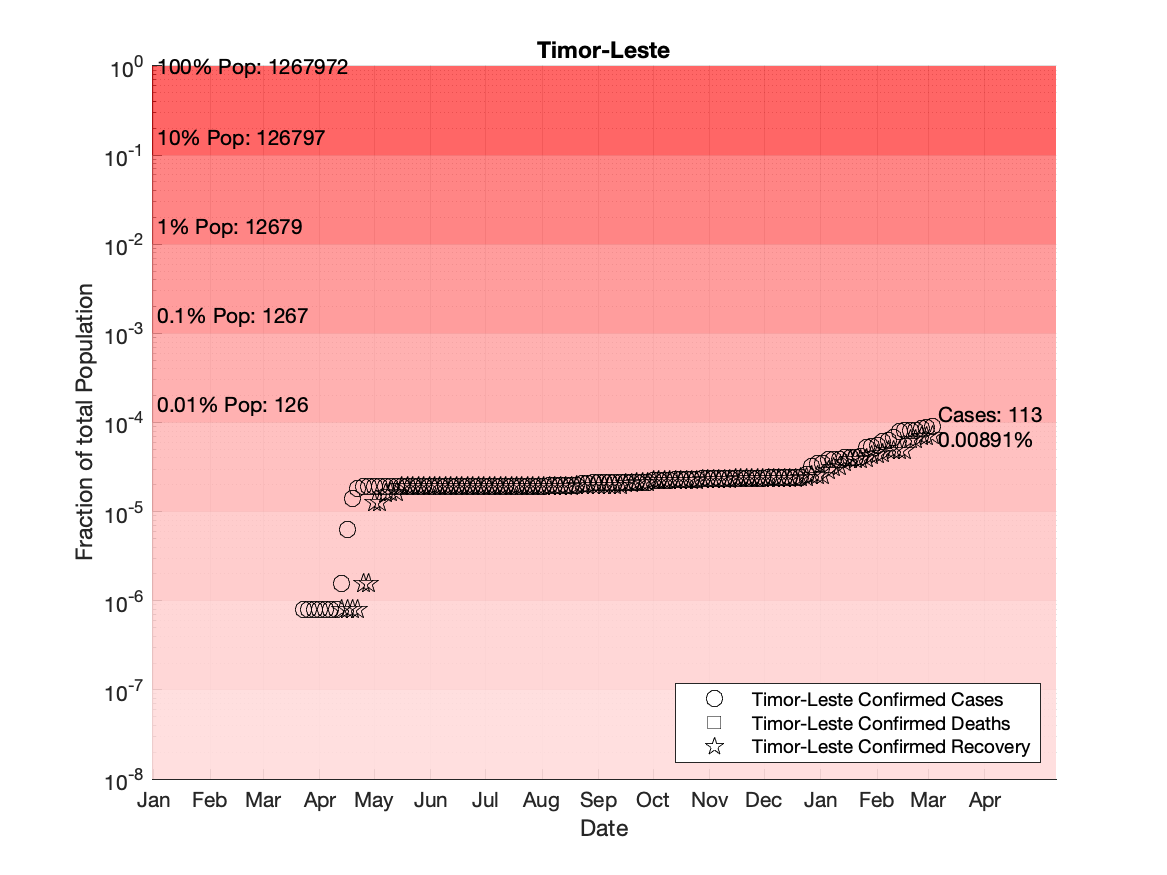 Timor-Leste
10^0
100% Pop: 1267972
10% Pop: 126797
10^-1
1% Pop: 12679
10^-2
0.1% Pop: 1267
10^-3
0.01% Pop: 126
10^-4
Cases: 113
0.00891%
10^-5
10^-6
10^-7
10^-8
Fraction of total Population
Timor-Leste Confirmed Cases
Timor-Leste Confirmed Deaths
Timor-Leste Confirmed Recovery
Jan Feb Mar Apr May Jun Jul Aug Sep Oct Nov Dec Jan Feb Mar Apr
Date